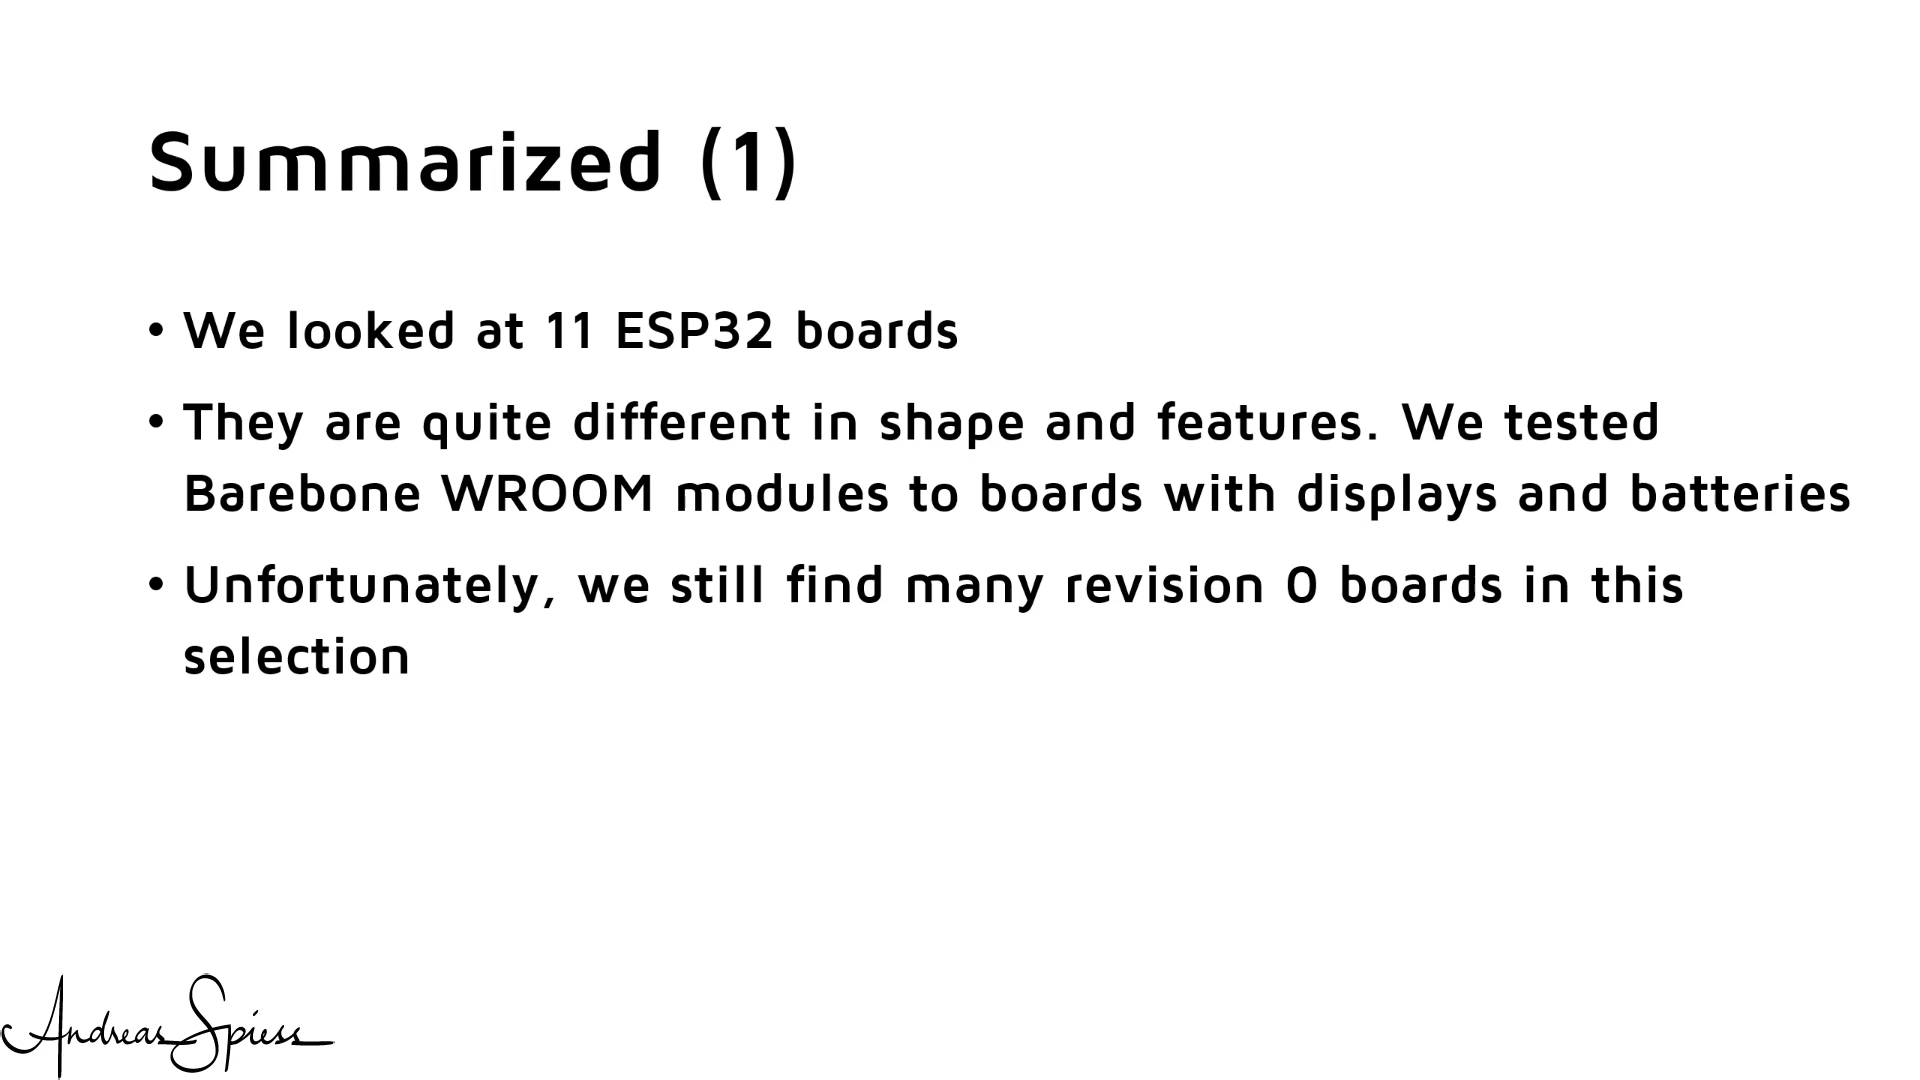 Summarized (1)
• We looked at 11 ESP32 boards
• They are quite different in shape and features. We tested
Barebone WROOM modules to boards with displays and batteries
• Unfortunately, we still find many revision 0 boards in this
selection
Andreas Spiess